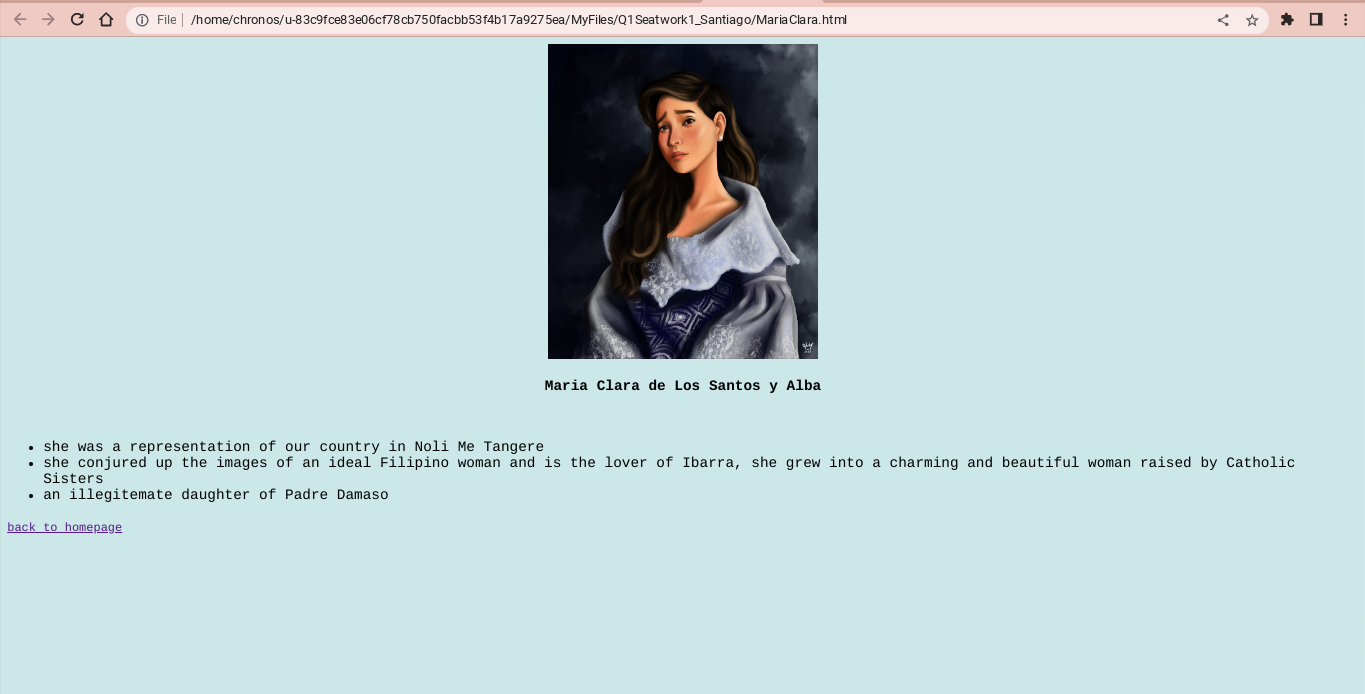 File
/home/chronos/u-83c9fce83e06cf78cb750facbb53f4b17a9275ea/MyFiles/Q1Seatwork1_Santiago/MariaClara.html
Maria Clara de Los Santos y Alba
• she was a representation of our country in Noli Me Tangere
• she conjured up the images of an ideal Filipino woman and is the lover of Ibarra, she grew into a charming and beautiful woman raised by Catholic
Sisters
• an illegitemate daughter of Padre Damaso
back to homepage